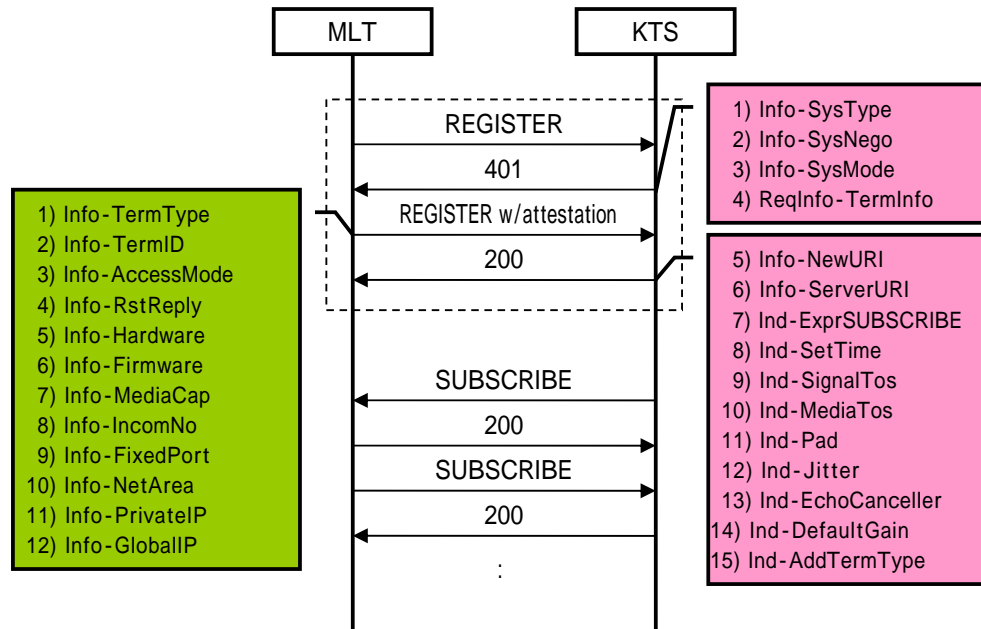 MLT
KTS
REGISTER
401
REGISTER w/attestation
200
SUBSCRIBE
200
SUBSCRIBE
200
:
1) Info-TermType
2) Info-TermID
3) Info-AccessMode
4) Info-RstReply
5) Info-Hardware
6) Info-Firmware
7) Info-MediaCap
8) Info-IncomNo
9) Info-FixedPort
10) Info-NetArea
11) Info-PrivateIP
12) Info-GlobalIP
1) Info-SysType
2) Info-SysNego
3) Info-SysMode
4) ReqInfo-TermInfo
5) Info-NewURI
6) Info-ServerURI
7) Ind-ExprSUBSCRIBE
8) Ind-SetTime
9) Ind-SignalTos
10) Ind-MediaTos
11) Ind-Pad
12) Ind-Jitter
13) Ind-EchoCanceller
14) Ind-DefaultGain
15) Ind-AddTermType